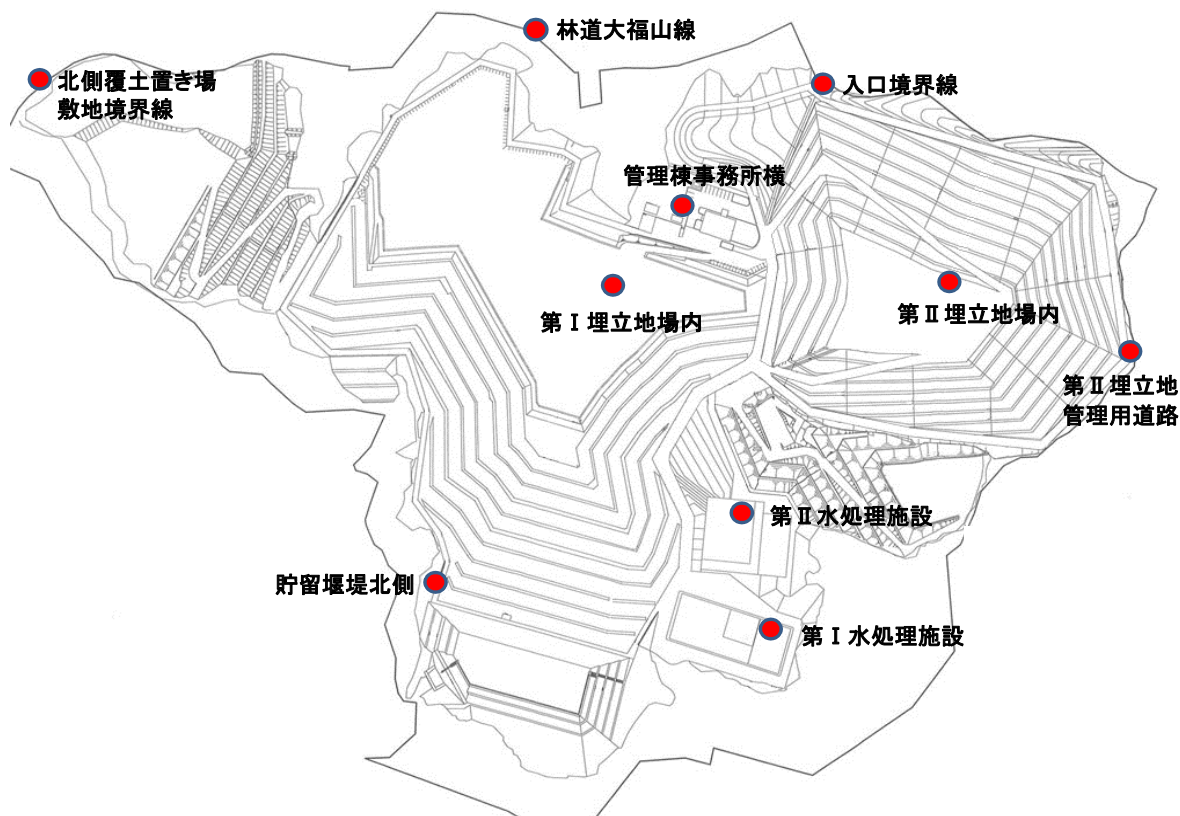 林道大福山線
北側覆土置き場
敷地境界線
入口境界線
管理棟事務所横
第Ⅰ埋立地場内
第Ⅱ埋立地場内
第Ⅱ埋立地
管理用道路
第Ⅱ水処理施設
貯留堰堤北側
第Ⅰ水処理施設